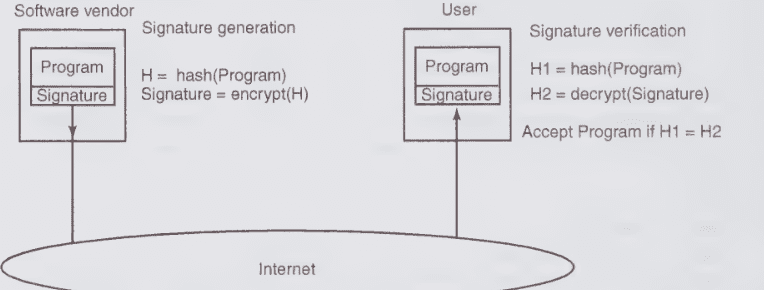 Software vendor
Signature generation
Program
Signature
H = hash(Program)
Signature = encrypt(H)
User
Signature verification
Program
Signature
H1 = hash(Program)
H2 = decrypt(Signature)
Accept Program if H1 = H2
Internet